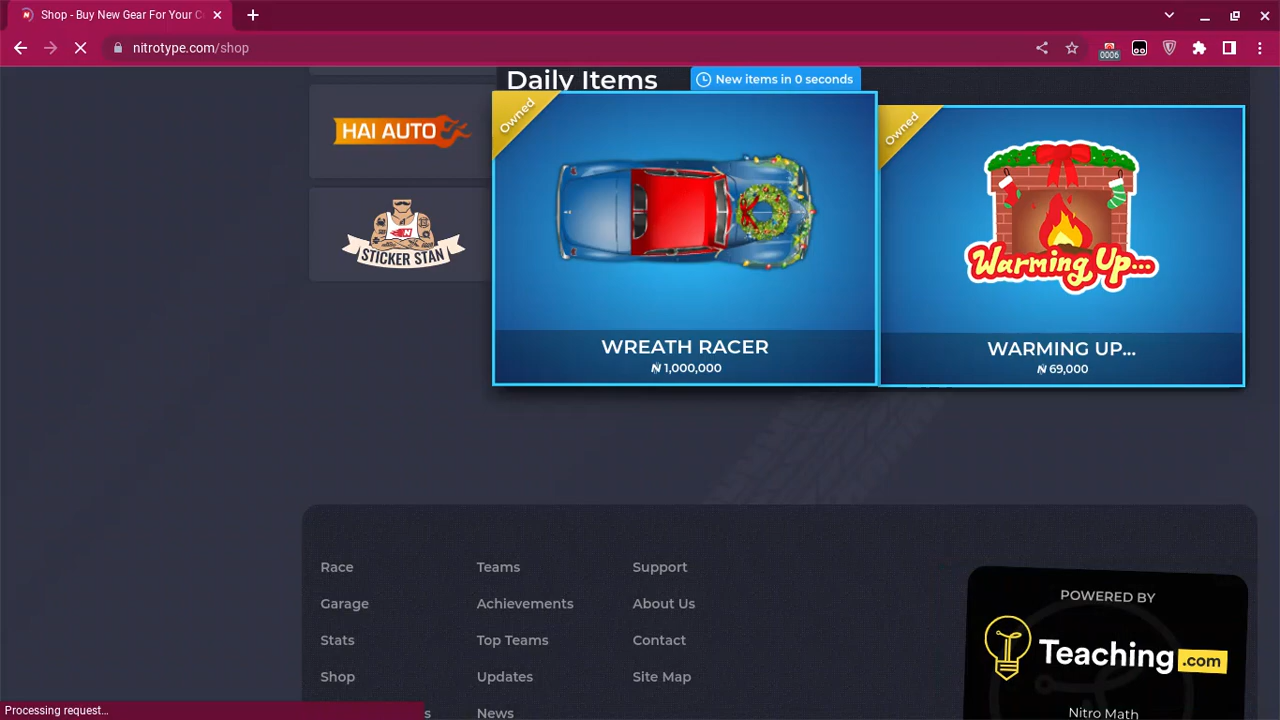 Shop - Buy New Gear For Your C
nitrotype.com/shop
0006
Daily Items
New items in 0 seconds
HAI AUTO
STICKER STAN
Owned
WREATH RACER
₦ 1,000,000
Owned
Warming Up...
WARMING UP...
₦ 69,000
Race
Teams
Support
Garage
Achievements
About Us
Stats
Top Teams
Contact
Shop
Updates
Site Map
s
News
POWERED BY
Teaching.com
Nitro Math
Processing request...